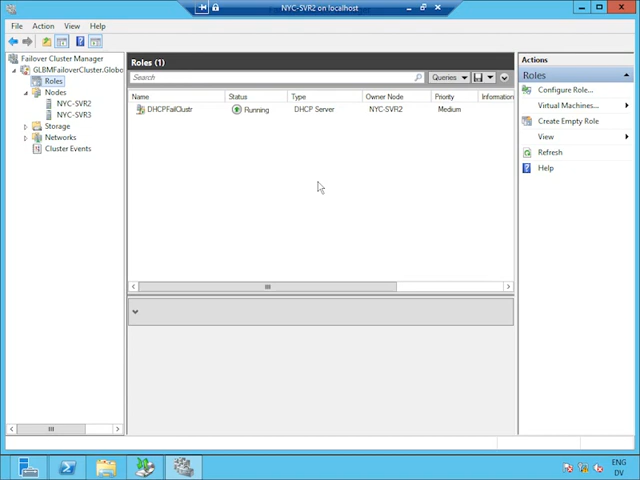 NYC-SVR2 on localhost
File Action View Help
Failover Cluster Manager
GLBMFailoverCluster.Globo
Roles
Nodes
NYC-SVR2
NYC-SVR3
Storage
Networks
Cluster Events
Roles (1)
Search
Queries
Name Status Type Owner Node Priority Information
DHCPFailClustr Running DHCP Server NYC-SVR2 Medium
Actions
Roles
Configure Role...
Virtual Machines...
Create Empty Role
View
Refresh
Help
ENG
DV